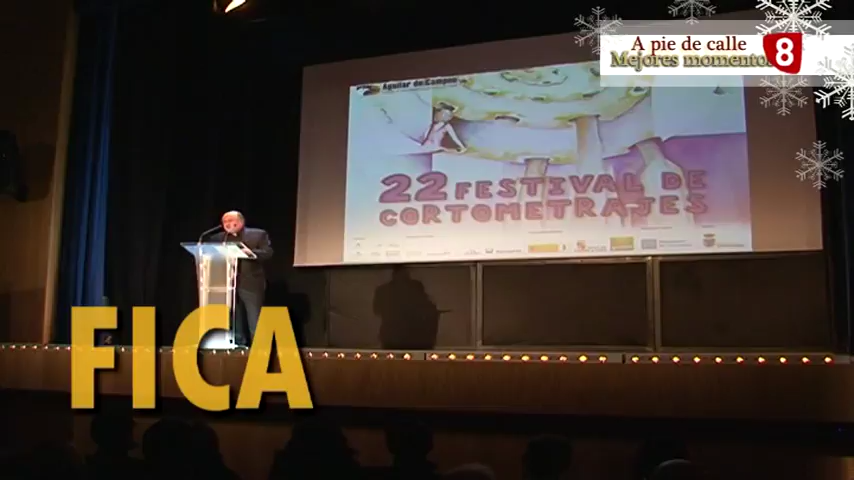 A pie de calle
Mejores momentos
8
Aguilar de Campoo
22 FESTIVAL DE
CORTOMETRAJES
FICA